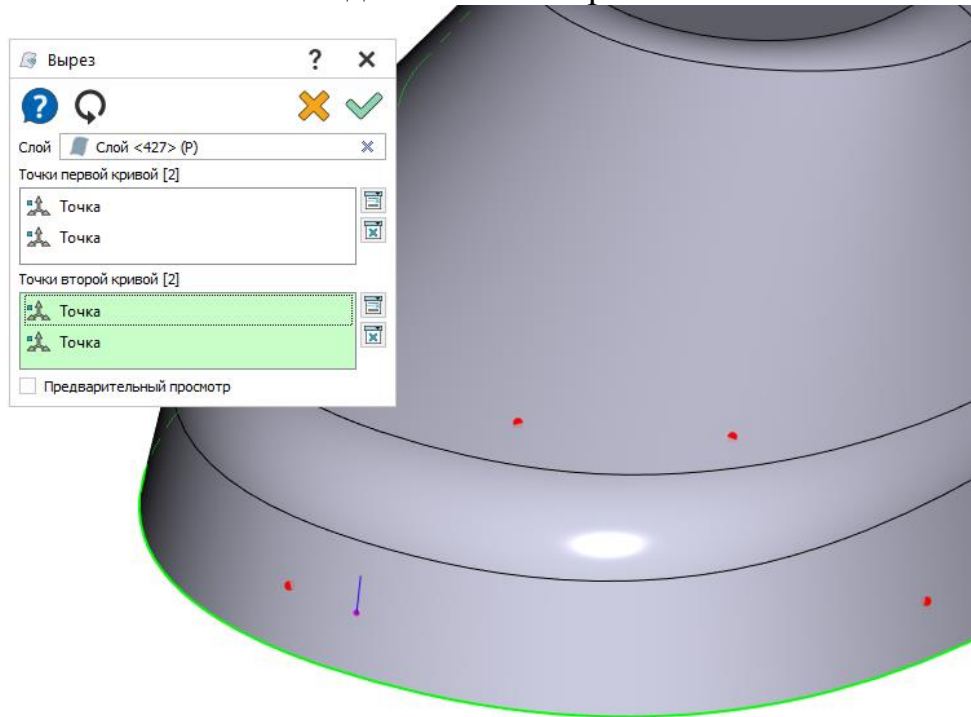 Вырез ? ×
?
Слой Слой <427> (P)
Точки первой кривой [2]
Точка
Точка
Точки второй кривой [2]
Точка
Точка
Предварительный просмотр